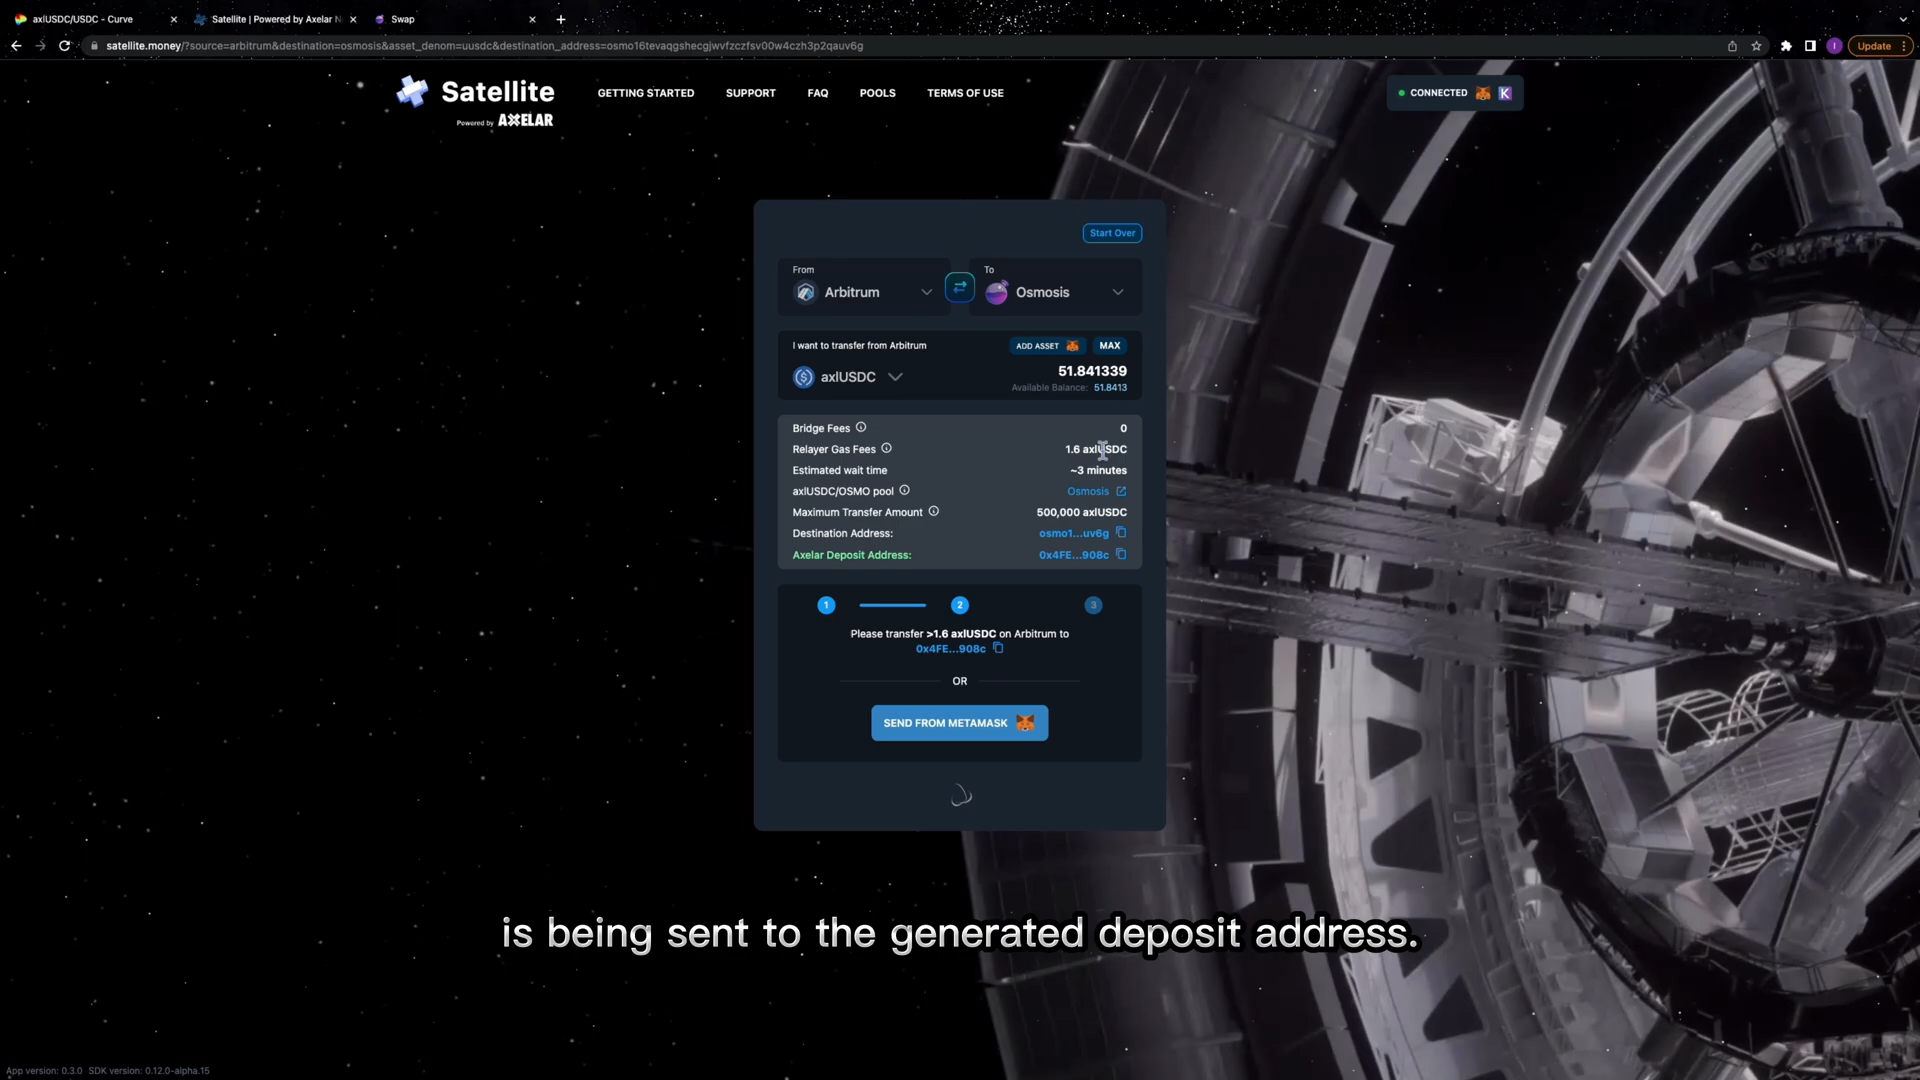 axlUSDC/USDC - Curve
Satellite | Powered by Axelar N
Swap
satellite.money/?source=arbitrum&destination=osmosis&asset_denom=uusdc&destination_address=osmo16tevaqgshecgjwvfzczfsv00w4czh3p2qauv6g
I
Update
Satellite
Powered by AXELAR
GETTING STARTED
SUPPORT
FAQ
POOLS
TERMS OF USE
CONNECTED
K
Start Over
From
Arbitrum
To
Osmosis
I want to transfer from Arbitrum
ADD ASSET
MAX
axlUSDC
51.841339
Available Balance: 51.8413
Bridge Fees 0
Relayer Gas Fees 1.6 axlUSDC
Estimated wait time ~3 minutes
axlUSDC/OSMO pool Osmosis
Maximum Transfer Amount 500,000 axlUSDC
Destination Address: osmo1...uv6g
Axelar Deposit Address: 0x4FE...908c
1 2 3
Please transfer >1.6 axlUSDC on Arbitrum to
0x4FE...908c
OR
SEND FROM METAMASK
is being sent to the generated deposit address.
App version: 0.3.0 SDK version: 0.12.0-alpha.15